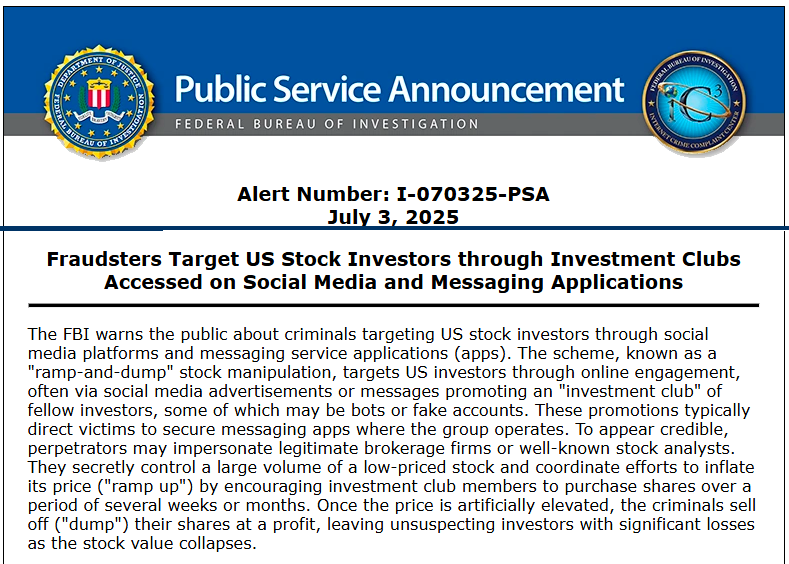 Public Service Announcement
FEDERAL BUREAU OF INVESTIGATION
DEPARTMENT OF JUSTICE
FEDERAL BUREAU OF INVESTIGATION
FEDERAL BUREAU OF INVESTIGATION
IC3
INTERNET CRIME COMPLAINT CENTER
Alert Number: I-070325-PSA
July 3, 2025
Fraudsters Target US Stock Investors through Investment Clubs
Accessed on Social Media and Messaging Applications
The FBI warns the public about criminals targeting US stock investors through social
media platforms and messaging service applications (apps). The scheme, known as a
"ramp-and-dump" stock manipulation, targets US investors through online engagement,
often via social media advertisements or messages promoting an "investment club" of
fellow investors, some of which may be bots or fake accounts. These promotions typically
direct victims to secure messaging apps where the group operates. To appear credible,
perpetrators may impersonate legitimate brokerage firms or well-known stock analysts.
They secretly control a large volume of a low-priced stock and coordinate efforts to inflate
its price ("ramp up") by encouraging investment club members to purchase shares over a
period of several weeks or months. Once the price is artificially elevated, the criminals sell
off ("dump") their shares at a profit, leaving unsuspecting investors with significant losses
as the stock value collapses.